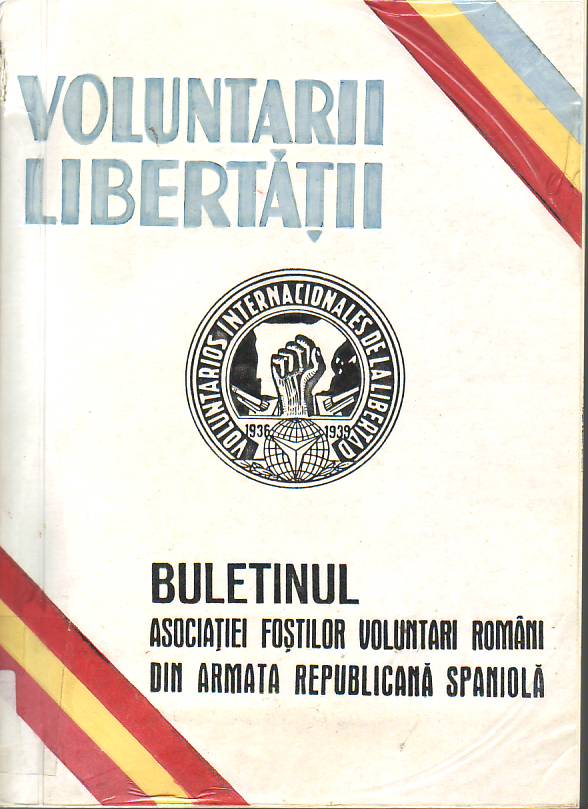 VOLUNTARII
LIBERTĂȚII
VOLUNTARIOS INTERNACIONALES DE LA LIBERTAD
1936 1939
BULETINUL
ASOCIAȚIEI FOȘTILOR VOLUNTARI ROMÂNI
DIN ARMATA REPUBLICANĂ SPANIOLĂ